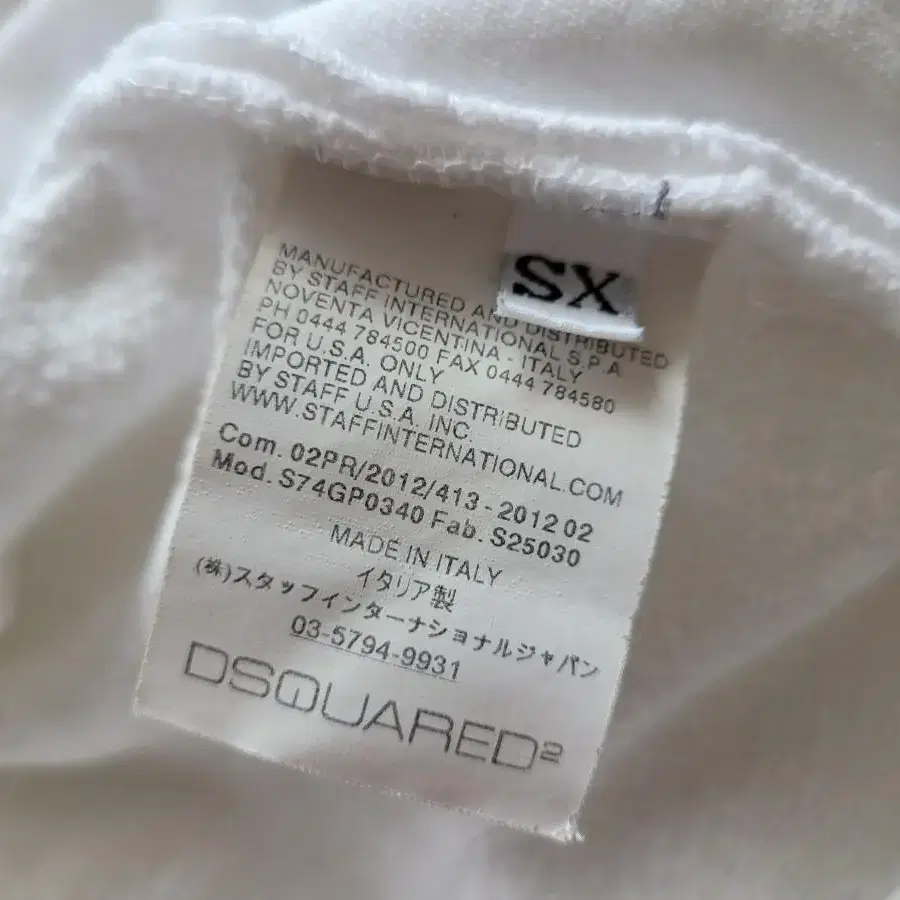 SX
MANUFACTURED AND DISTRIBUTED
BY STAFF INTERNATIONAL S.P.A
NOVENTA VICENTINA - ITALY
PH 0444 784500 FAX 0444 784580
FOR U.S.A. ONLY
IMPORTED AND DISTRIBUTED
BY STAFF U.S.A. INC.
WWW.STAFFINTERNATIONAL.COM
Com. 02PR/2012/413 - 2012 02
Mod. S74GP0340 Fab. S25030
MADE IN ITALY
イタリア製
(株)スタッフインターナショナルジャパン
03-5794-9931
DSQUARED2